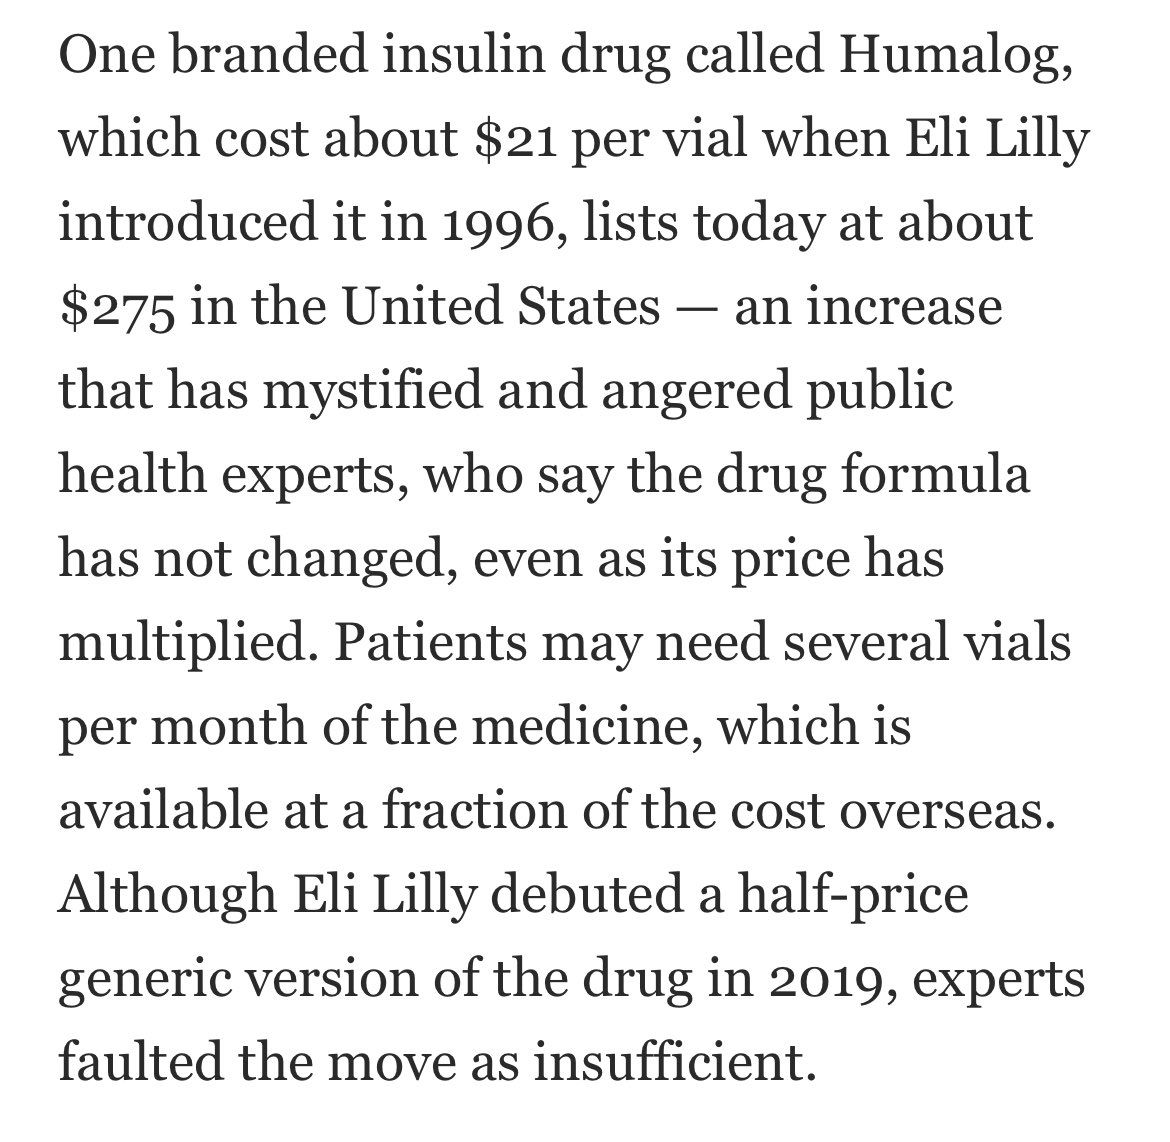 One branded insulin drug called Humalog,
which cost about $21 per vial when Eli Lilly
introduced it in 1996, lists today at about
$275 in the United States — an increase
that has mystified and angered public
health experts, who say the drug formula
has not changed, even as its price has
multiplied. Patients may need several vials
per month of the medicine, which is
available at a fraction of the cost overseas.
Although Eli Lilly debuted a half-price
generic version of the drug in 2019, experts
faulted the move as insufficient.